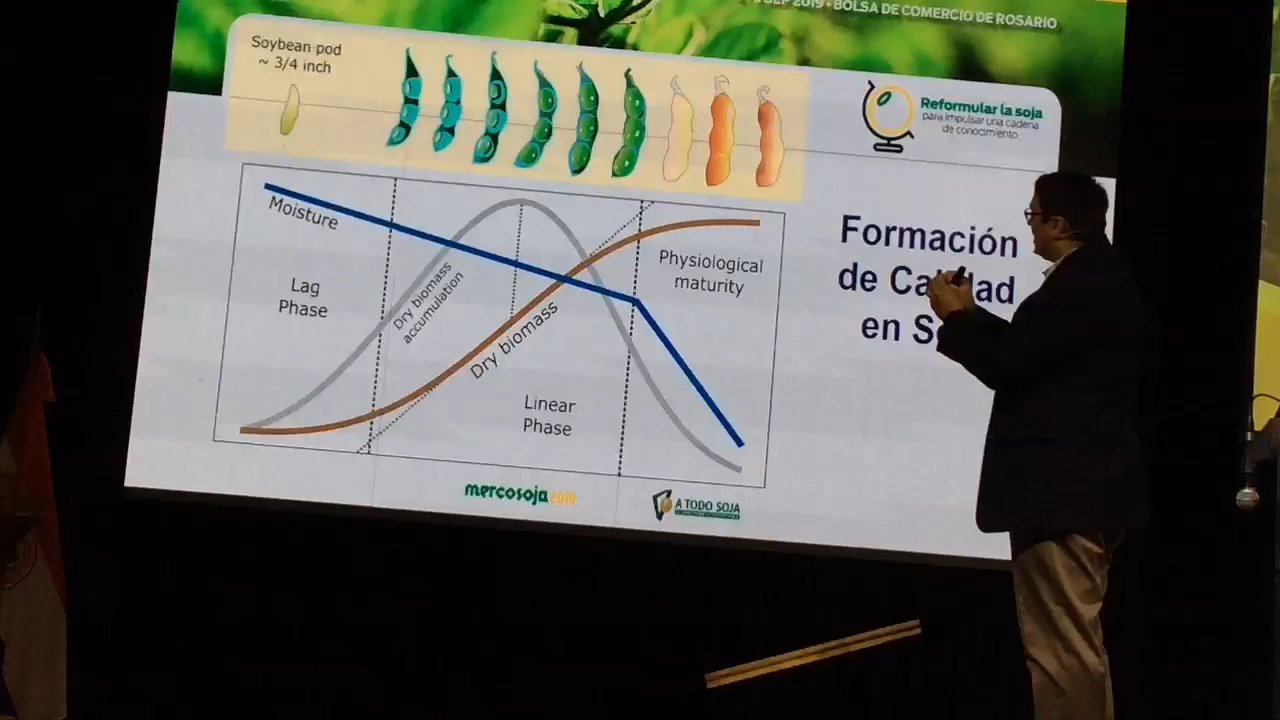 SEP 2019 - BOLSA DE COMERCIO DE ROSARIO
Soybean pod
~ 3/4 inch
Reformular la soja
para impulsar una cadena
de conocimiento
Formación
de Calidad
en
Moisture
Lag
Phase
Dry biomass
accumulation
Dry biomass
Linear
Phase
Physiological
maturity
mercosoja2019
A TODO SOJA